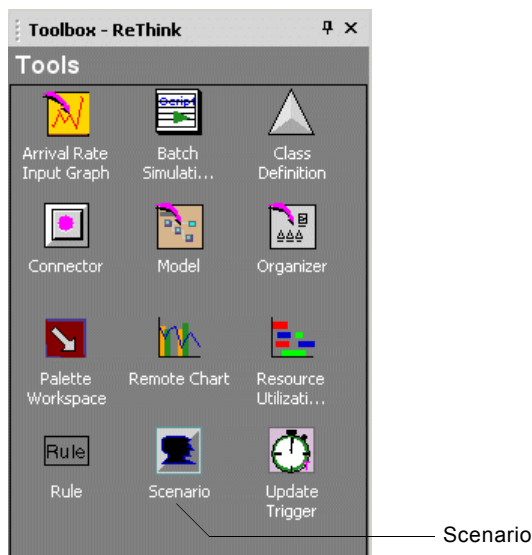 Toolbox - ReThink
Tools
Script
Arrival Rate
Input Graph
Batch
Simulati...
Class
Definition
Connector
Model
Organizer
Palette
Workspace
Remote Chart
Resource
Utilizati...
Rule
Rule
Scenario
Update
Trigger
Scenario